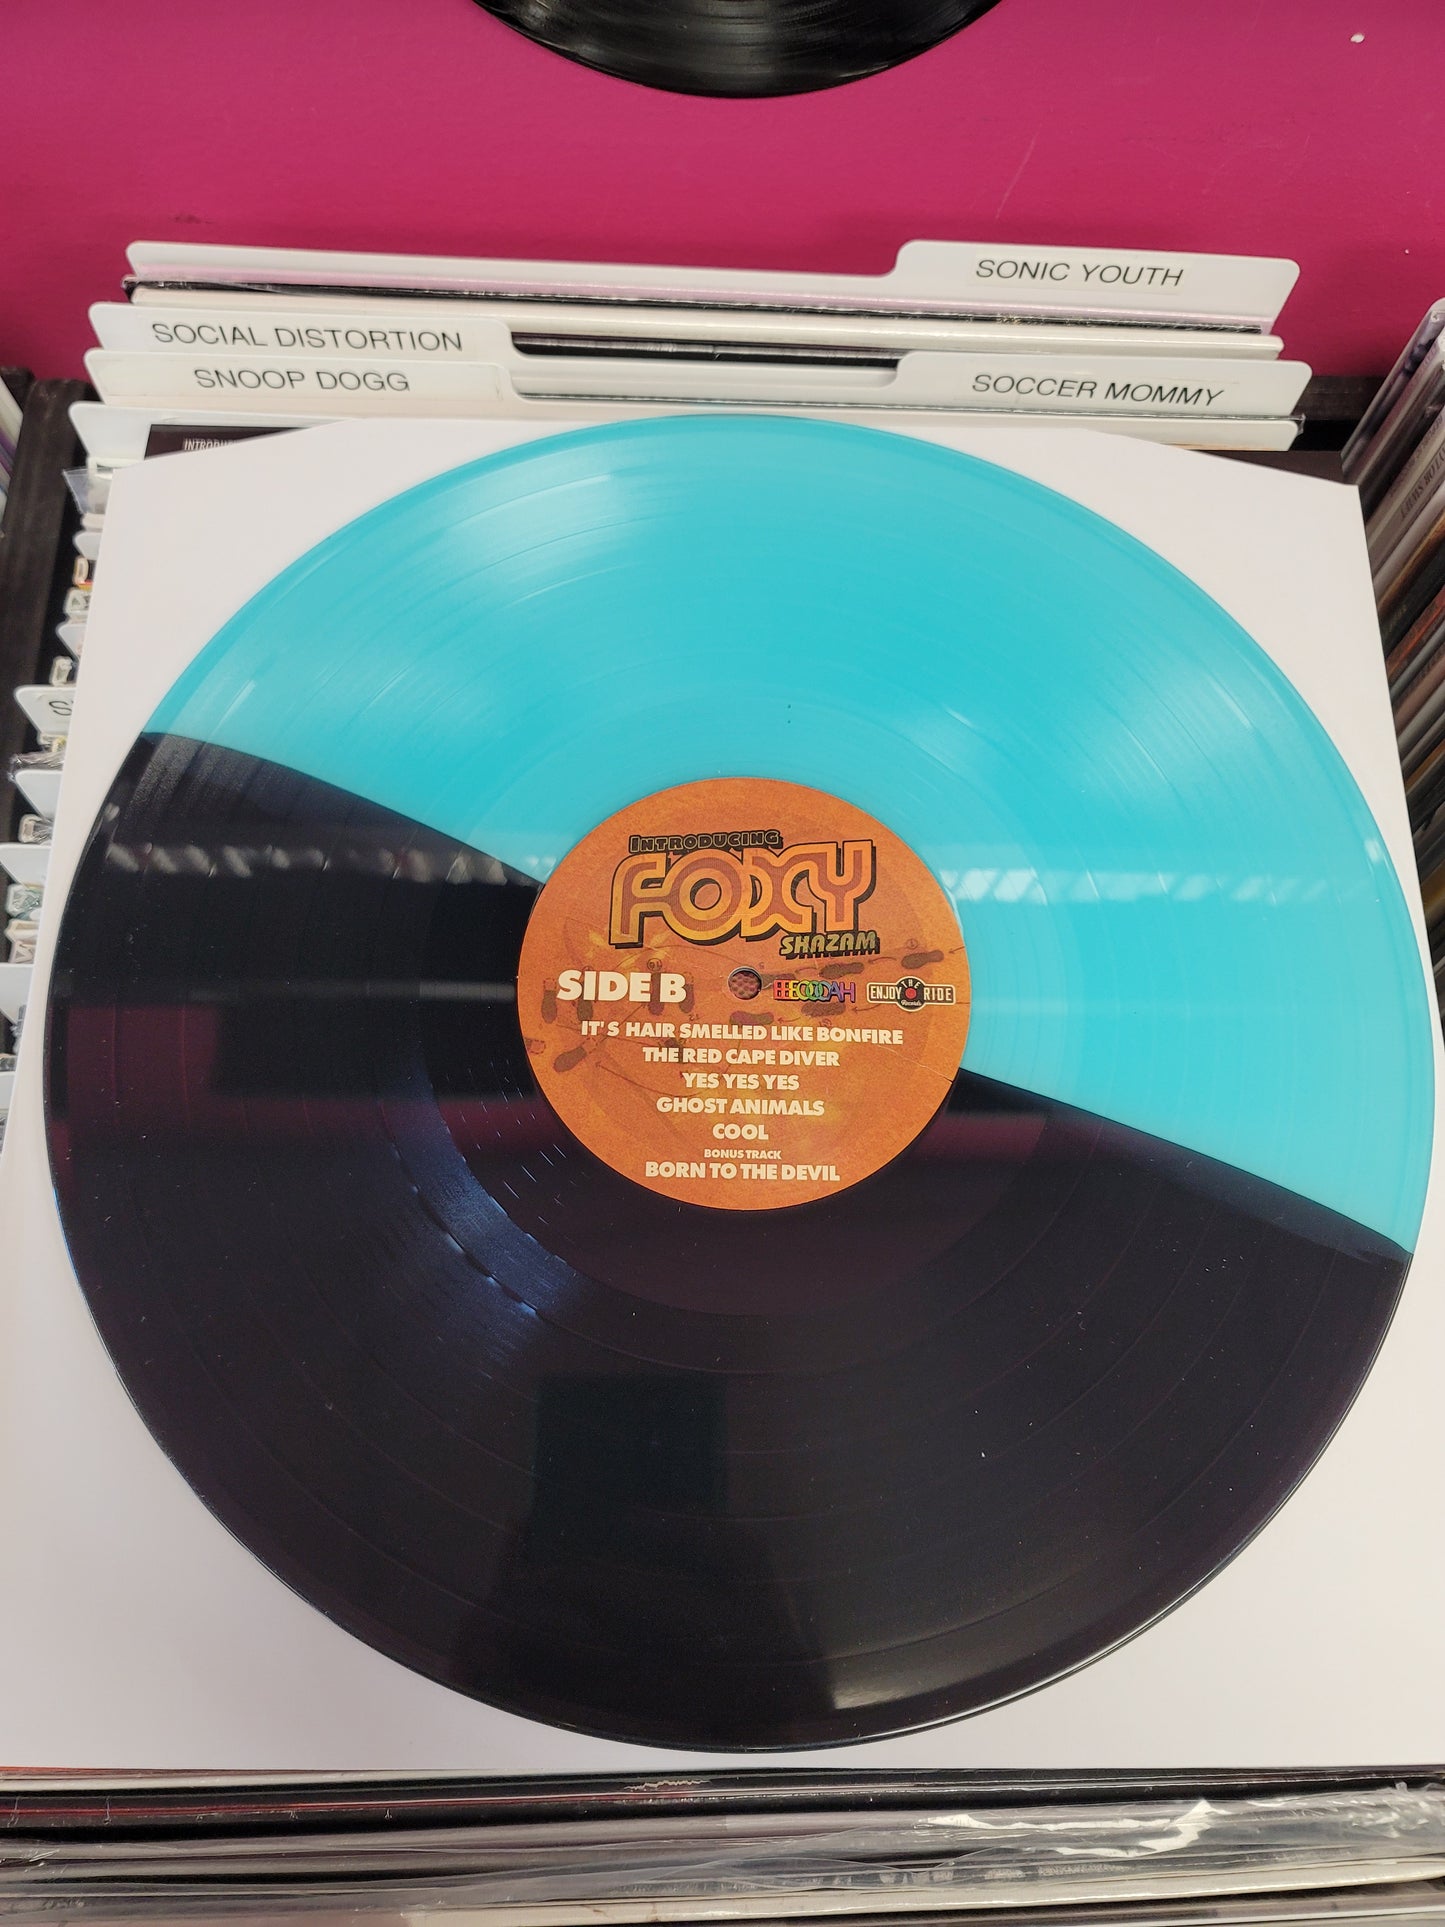 SONIC YOUTH
SOCIAL DISTORTION
SNOOP DOGG
SOCCER MOMMY
INTRODUCING
FOXY
SHAZAM
SIDE B
EEEOOOAH
ENJOY THE RIDE
Records
IT'S HAIR SMELLED LIKE BONFIRE
THE RED CAPE DIVER
YES YES YES
GHOST ANIMALS
COOL
BONUS TRACK
BORN TO THE DEVIL